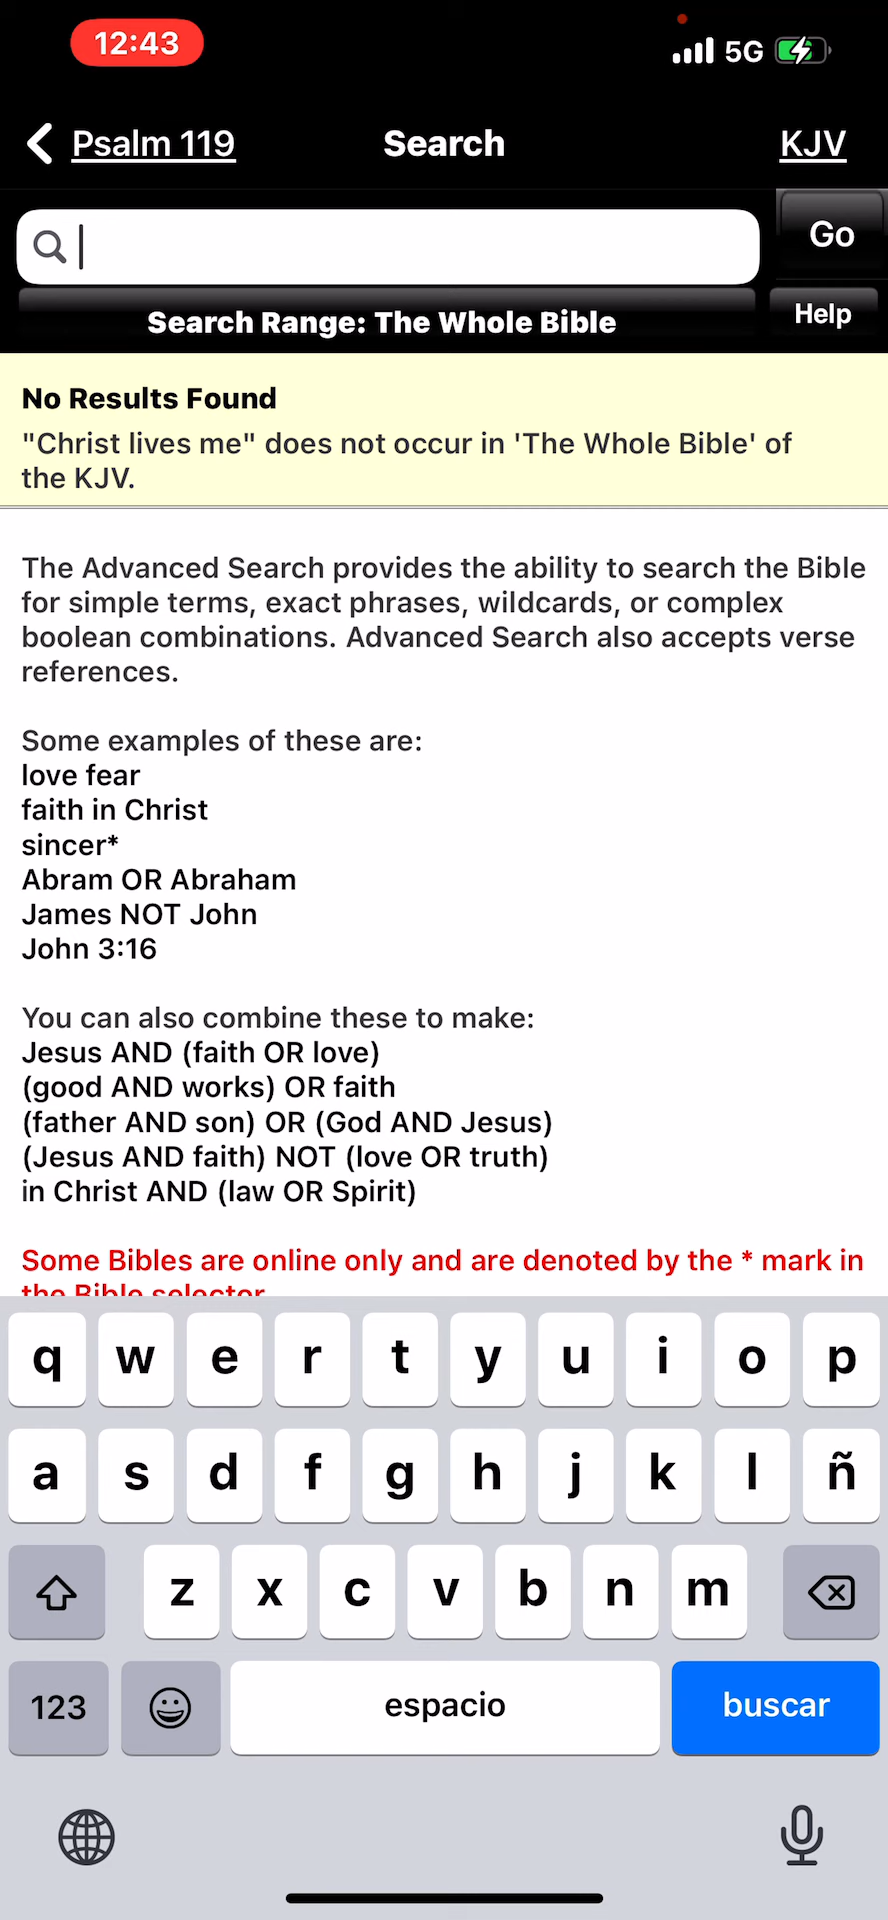 12:43
5G
Psalm 119
Search
KJV
Go
Search Range: The Whole Bible
Help
No Results Found
"Christ lives me" does not occur in 'The Whole Bible' of
the KJV.
The Advanced Search provides the ability to search the Bible
for simple terms, exact phrases, wildcards, or complex
boolean combinations. Advanced Search also accepts verse
references.
Some examples of these are:
love fear
faith in Christ
sincer*
Abram OR Abraham
James NOT John
John 3:16
You can also combine these to make:
Jesus AND (faith OR love)
(good AND works) OR faith
(father AND son) OR (God AND Jesus)
(Jesus AND faith) NOT (love OR truth)
in Christ AND (law OR Spirit)
Some Bibles are online only and are denoted by the * mark in
the Bible selector
q w e r t y u i o p
a s d f g h j k l ñ
z x c v b n m
123 espacio buscar